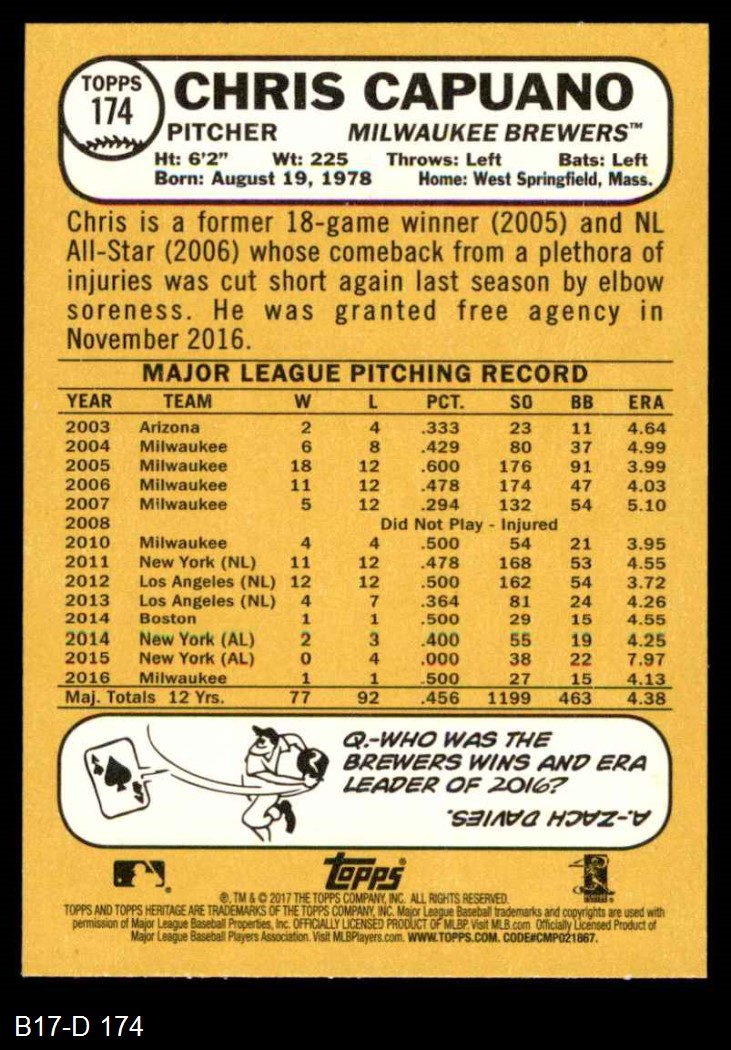 TOPPS
174
CHRIS CAPUANO
PITCHER MILWAUKEE BREWERS™
Ht: 6'2" Wt: 225 Throws: Left Bats: Left
Born: August 19, 1978 Home: West Springfield, Mass.
Chris is a former 18-game winner (2005) and NL
All-Star (2006) whose comeback from a plethora of
injuries was cut short again last season by elbow
soreness. He was granted free agency in
November 2016.
MAJOR LEAGUE PITCHING RECORD
YEAR TEAM W L PCT. SO BB ERA
2003 Arizona 2 4 .333 23 11 4.64
2004 Milwaukee 6 8 .429 80 37 4.99
2005 Milwaukee 18 12 .600 176 91 3.99
2006 Milwaukee 11 12 .478 174 47 4.03
2007 Milwaukee 5 12 .294 132 54 5.10
2008 Did Not Play - Injured
2010 Milwaukee 4 4 .500 54 21 3.95
2011 New York (NL) 11 12 .478 168 53 4.55
2012 Los Angeles (NL) 12 12 .500 162 54 3.72
2013 Los Angeles (NL) 4 7 .364 81 24 4.26
2014 Boston 1 1 .500 29 15 4.55
2014 New York (AL) 2 3 .400 55 19 4.25
2015 New York (AL) 0 4 .000 38 22 7.97
2016 Milwaukee 1 1 .500 27 15 4.13
Maj. Totals 12 Yrs. 77 92 .456 1199 463 4.38
Q.-WHO WAS THE
BREWERS WINS AND ERA
LEADER OF 2016?
A.-ZACH DAVIES.
Topps®
®, TM & © 2017 THE TOPPS COMPANY, INC. ALL RIGHTS RESERVED.
TOPPS AND TOPPS HERITAGE ARE TRADEMARKS OF THE TOPPS COMPANY, INC. Major League Baseball trademarks and copyrights are used with
permission of Major League Baseball Properties, Inc. OFFICIALLY LICENSED PRODUCT OF MLBP. Visit MLB.com Officially Licensed Product of
Major League Baseball Players Association. Visit MLBPlayers.com. WWW.TOPPS.COM. CODE#CMP021867.
B17-D 174